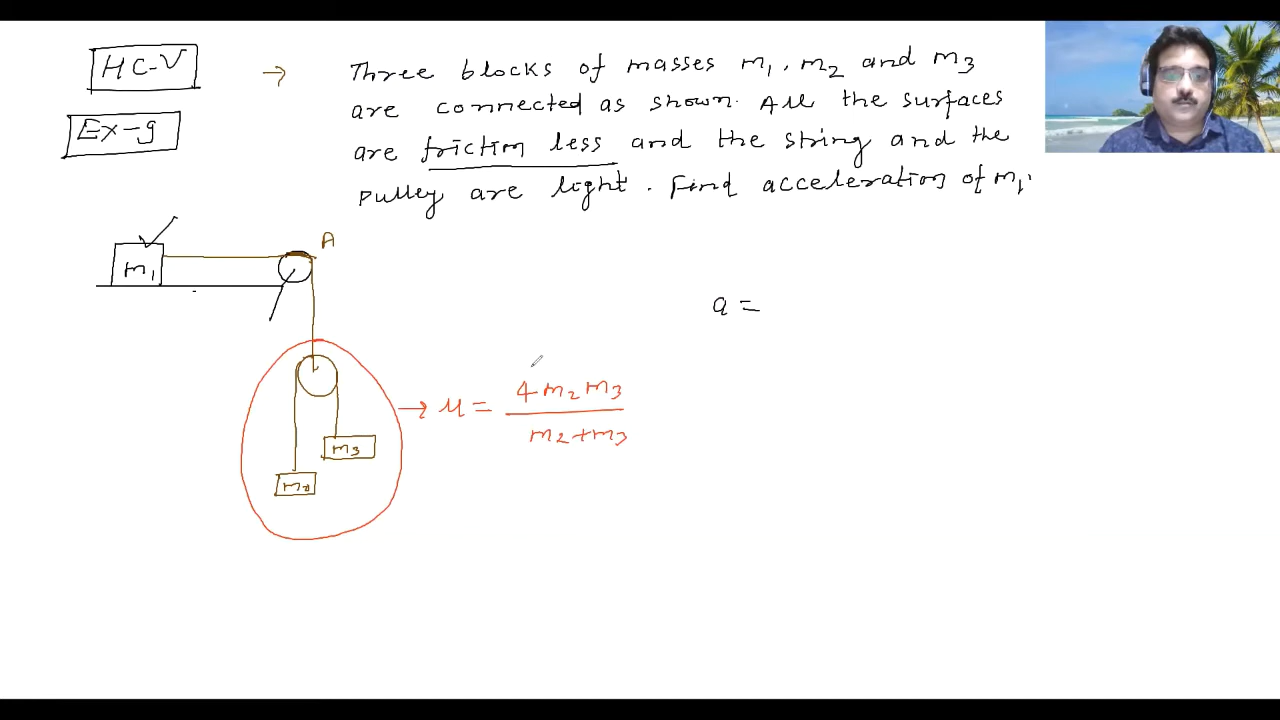 HC-V
Ex-9
→ Three blocks of masses m₁, m₂ and m₃
are connected as shown. All the surfaces
are friction less and the string and the
pulley are light. Find acceleration of m₁.
A
m₁
a =
→ μ = 4m₂m₃
m₂+m₃
m₃
m₂